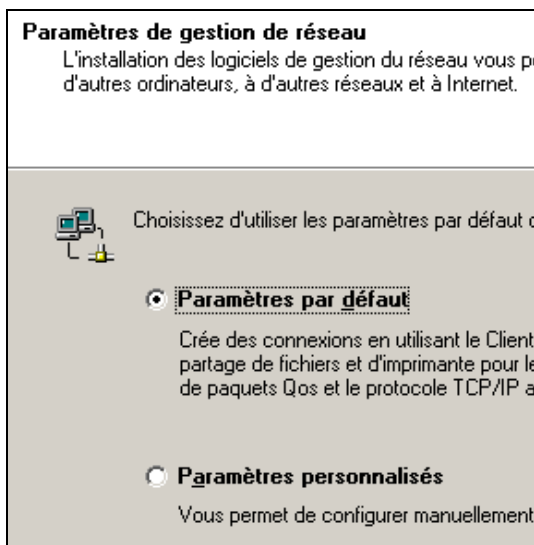 Paramètres de gestion de réseau
L'installation des logiciels de gestion du réseau vous
d'autres ordinateurs, à d'autres réseaux et à Internet.
Choisissez d'utiliser les paramètres par défaut
Paramètres par défaut
Crée des connexions en utilisant le Client
partage de fichiers et d'imprimante pour
de paquets Qos et le protocole TCP/IP
Paramètres personnalisés
Vous permet de configurer manuellement